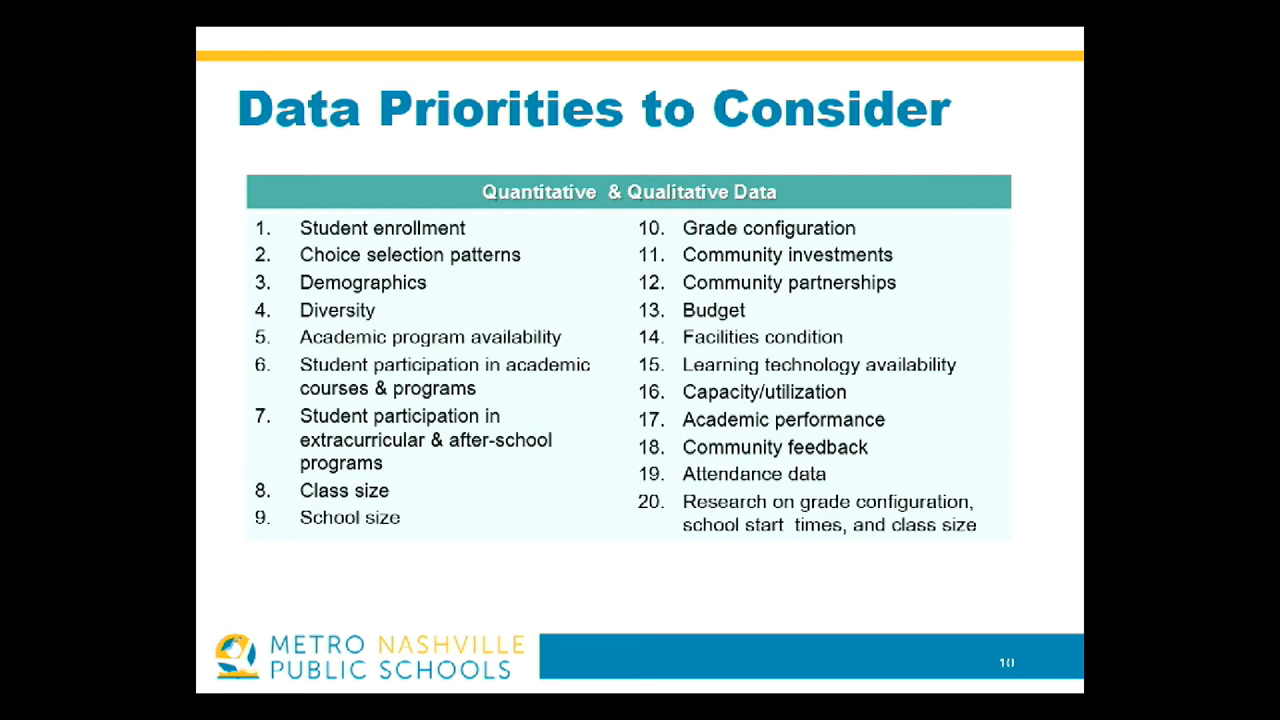 Data Priorities to Consider
Quantitative & Qualitative Data
1. Student enrollment
2. Choice selection patterns
3. Demographics
4. Diversity
5. Academic program availability
6. Student participation in academic
courses & programs
7. Student participation in
extracurricular & after-school
programs
8. Class size
9. School size
10. Grade configuration
11. Community investments
12. Community partnerships
13. Budget
14. Facilities condition
15. Learning technology availability
16. Capacity/utilization
17. Academic performance
18. Community feedback
19. Attendance data
20. Research on grade configuration,
school start times, and class size
METRO NASHVILLE
PUBLIC SCHOOLS
10